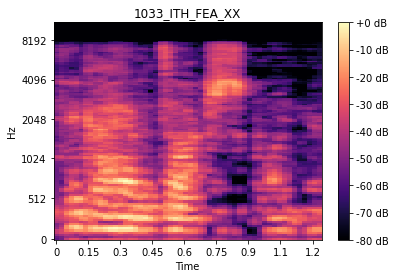 1033_ITH_FEA_XX
+0 dB
8192
-10 dB
4096
-20 dB
-30 dB
2048
Hz
-40 dB
1024
-50 dB
512
-60 dB
-70 dB
0
-80 dB
0 0.15 0.3 0.45 0.6 0.75 0.9 1.1 1.2
Time